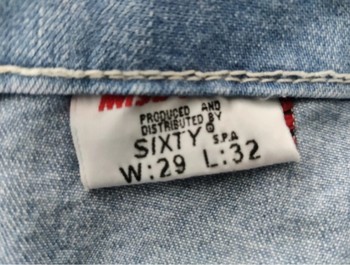 PRODUCED AND
DISTRIBUTED BY
SIXTY® S.P.A
W:29 L:32